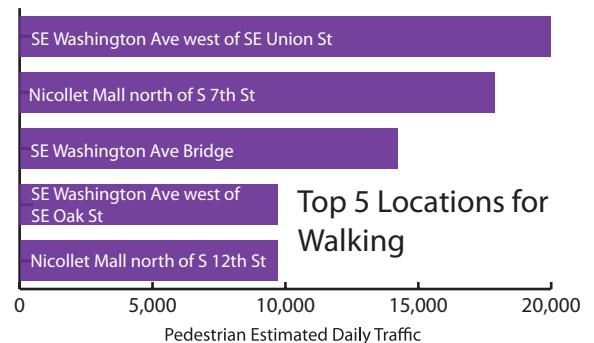 SE Washington Ave west of SE Union St
Nicollet Mall north of S 7th St
SE Washington Ave Bridge
SE Washington Ave west of
SE Oak St
Top 5 Locations for
Walking
Nicollet Mall north of S 12th St
0 5,000 10,000 15,000 20,000
Pedestrian Estimated Daily Traffic